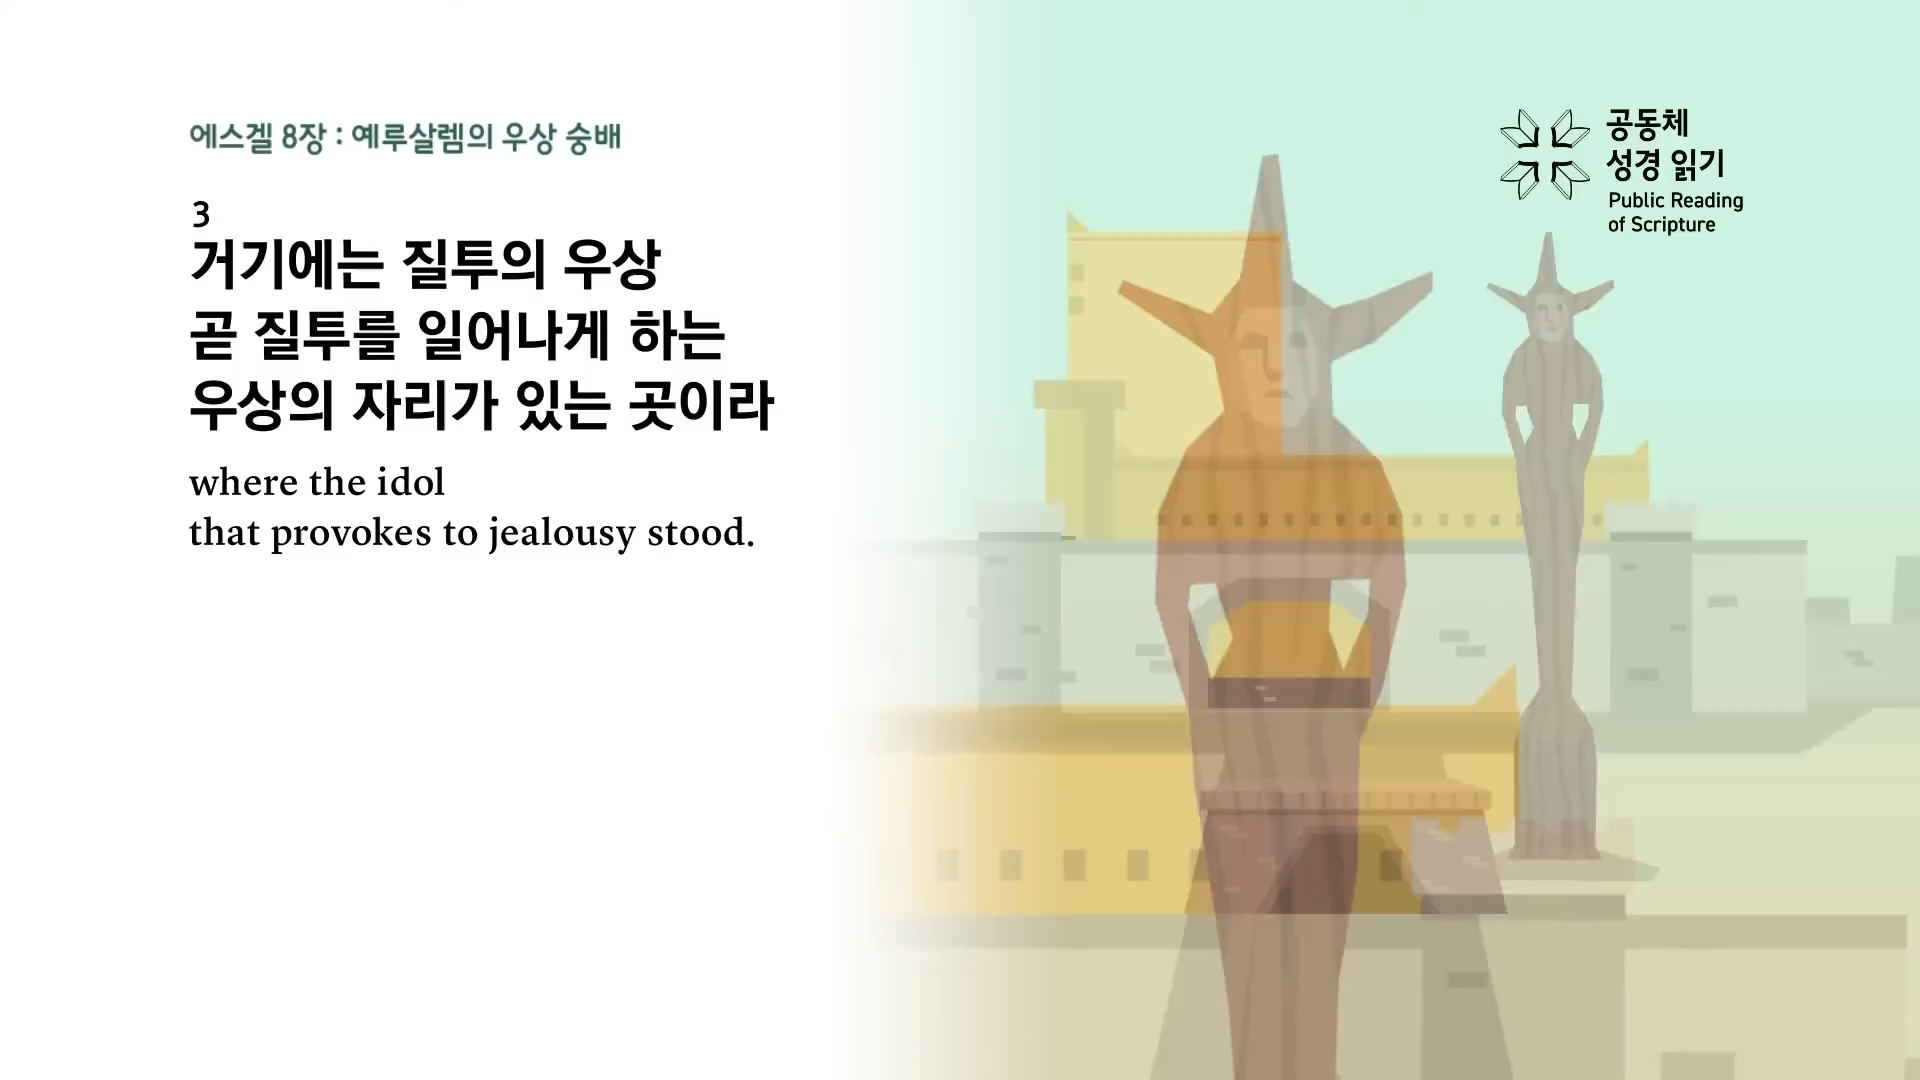 에스겔 8장 : 예루살렘의 우상 숭배
3
거기에는 질투의 우상
곧 질투를 일어나게 하는
우상의 자리가 있는 곳이라
where the idol
that provokes to jealousy stood.
공동체
성경 읽기
Public Reading
of Scripture